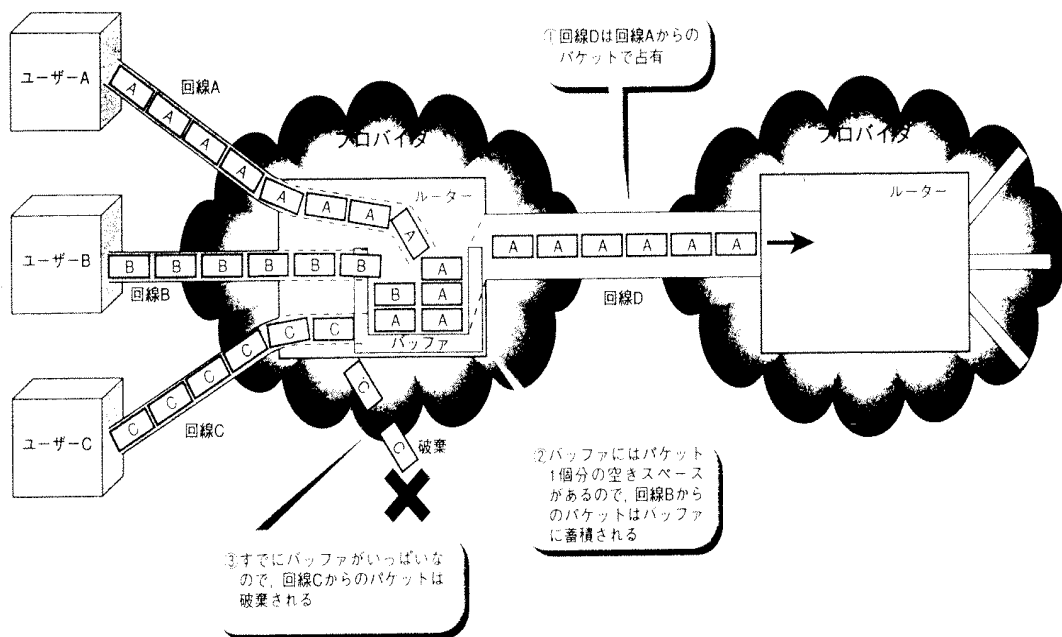 ①回線Dは回線Aからの
パケットで占有
ユーザーA
回線A
A
A
A
A
A
A
A
A
プロバイダ
ルーター
プロバイダ
ルーター
ユーザーB
B
B
B
B
B
B
回線B
A
B
A
A
A
バッファ
A
A
A
A
A
A
回線D
ユーザーC
C
C
C
C
C
C
回線C
C
C
破棄
②バッファにはパケット
1個分の空きスペース
があるので，回線Bから
のパケットはバッファ
に蓄積される
③すでにバッファがいっぱいな
ので，回線Cからのパケットは
破棄される